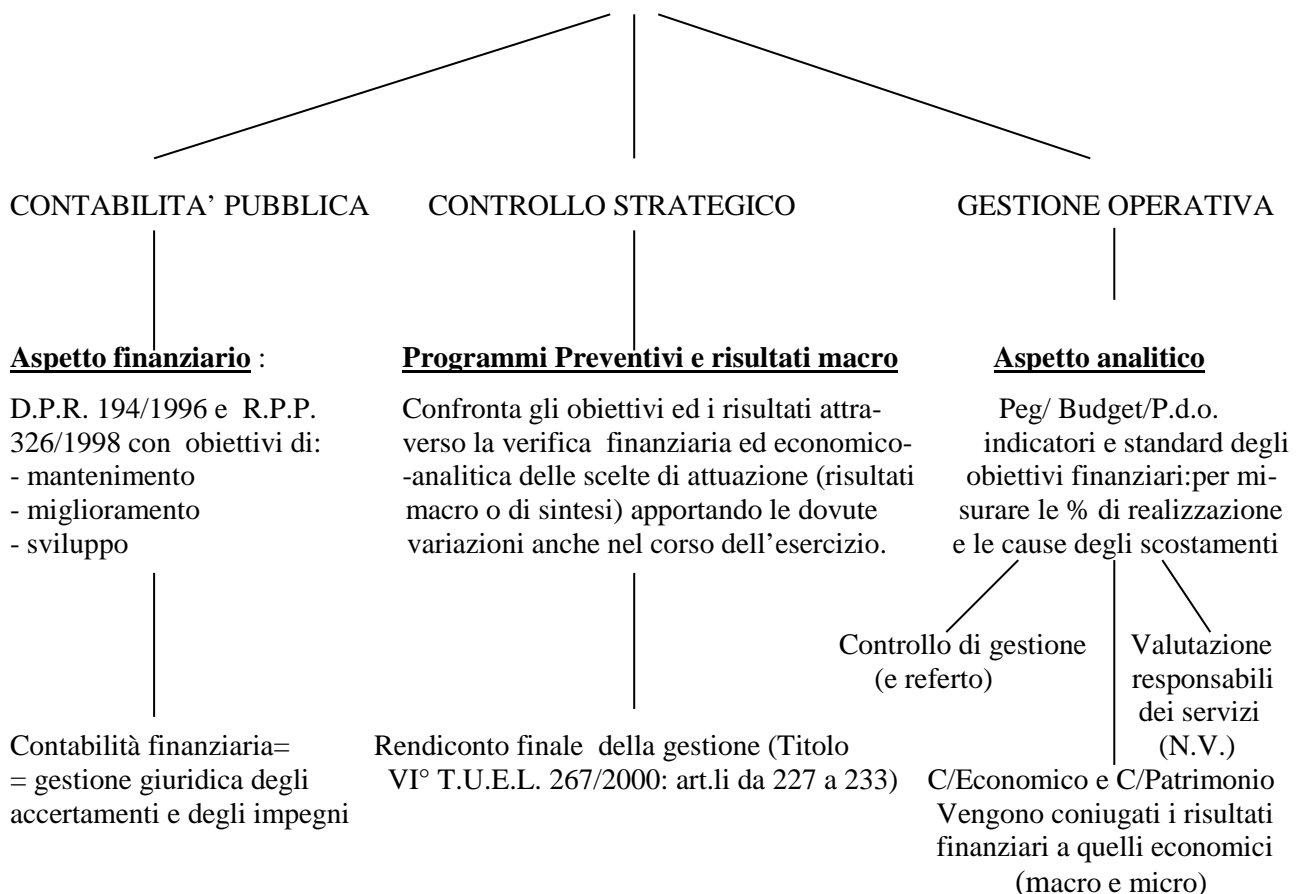 CONTABILITA’ PUBBLICA
CONTROLLO STRATEGICO
GESTIONE OPERATIVA
Aspetto finanziario :
D.P.R. 194/1996 e R.P.P.
326/1998 con obiettivi di:
- mantenimento
- miglioramento
- sviluppo
Contabilità finanziaria=
= gestione giuridica degli
accertamenti e degli impegni
Programmi Preventivi e risultati macro
Confronta gli obiettivi ed i risultati attra-
verso la verifica finanziaria ed economico-
-analitica delle scelte di attuazione (risultati
macro o di sintesi) apportando le dovute
variazioni anche nel corso dell’esercizio.
Rendiconto finale della gestione (Titolo
VI° T.U.E.L. 267/2000: art.li da 227 a 233)
Aspetto analitico
Peg/ Budget/P.d.o.
indicatori e standard degli
obiettivi finanziari:per mi-
surare le % di realizzazione
e le cause degli scostamenti
Controllo di gestione
(e referto)
Valutazione
responsabili
dei servizi
(N.V.)
C/Economico e C/Patrimonio
Vengono coniugati i risultati
finanziari a quelli economici
(macro e micro)